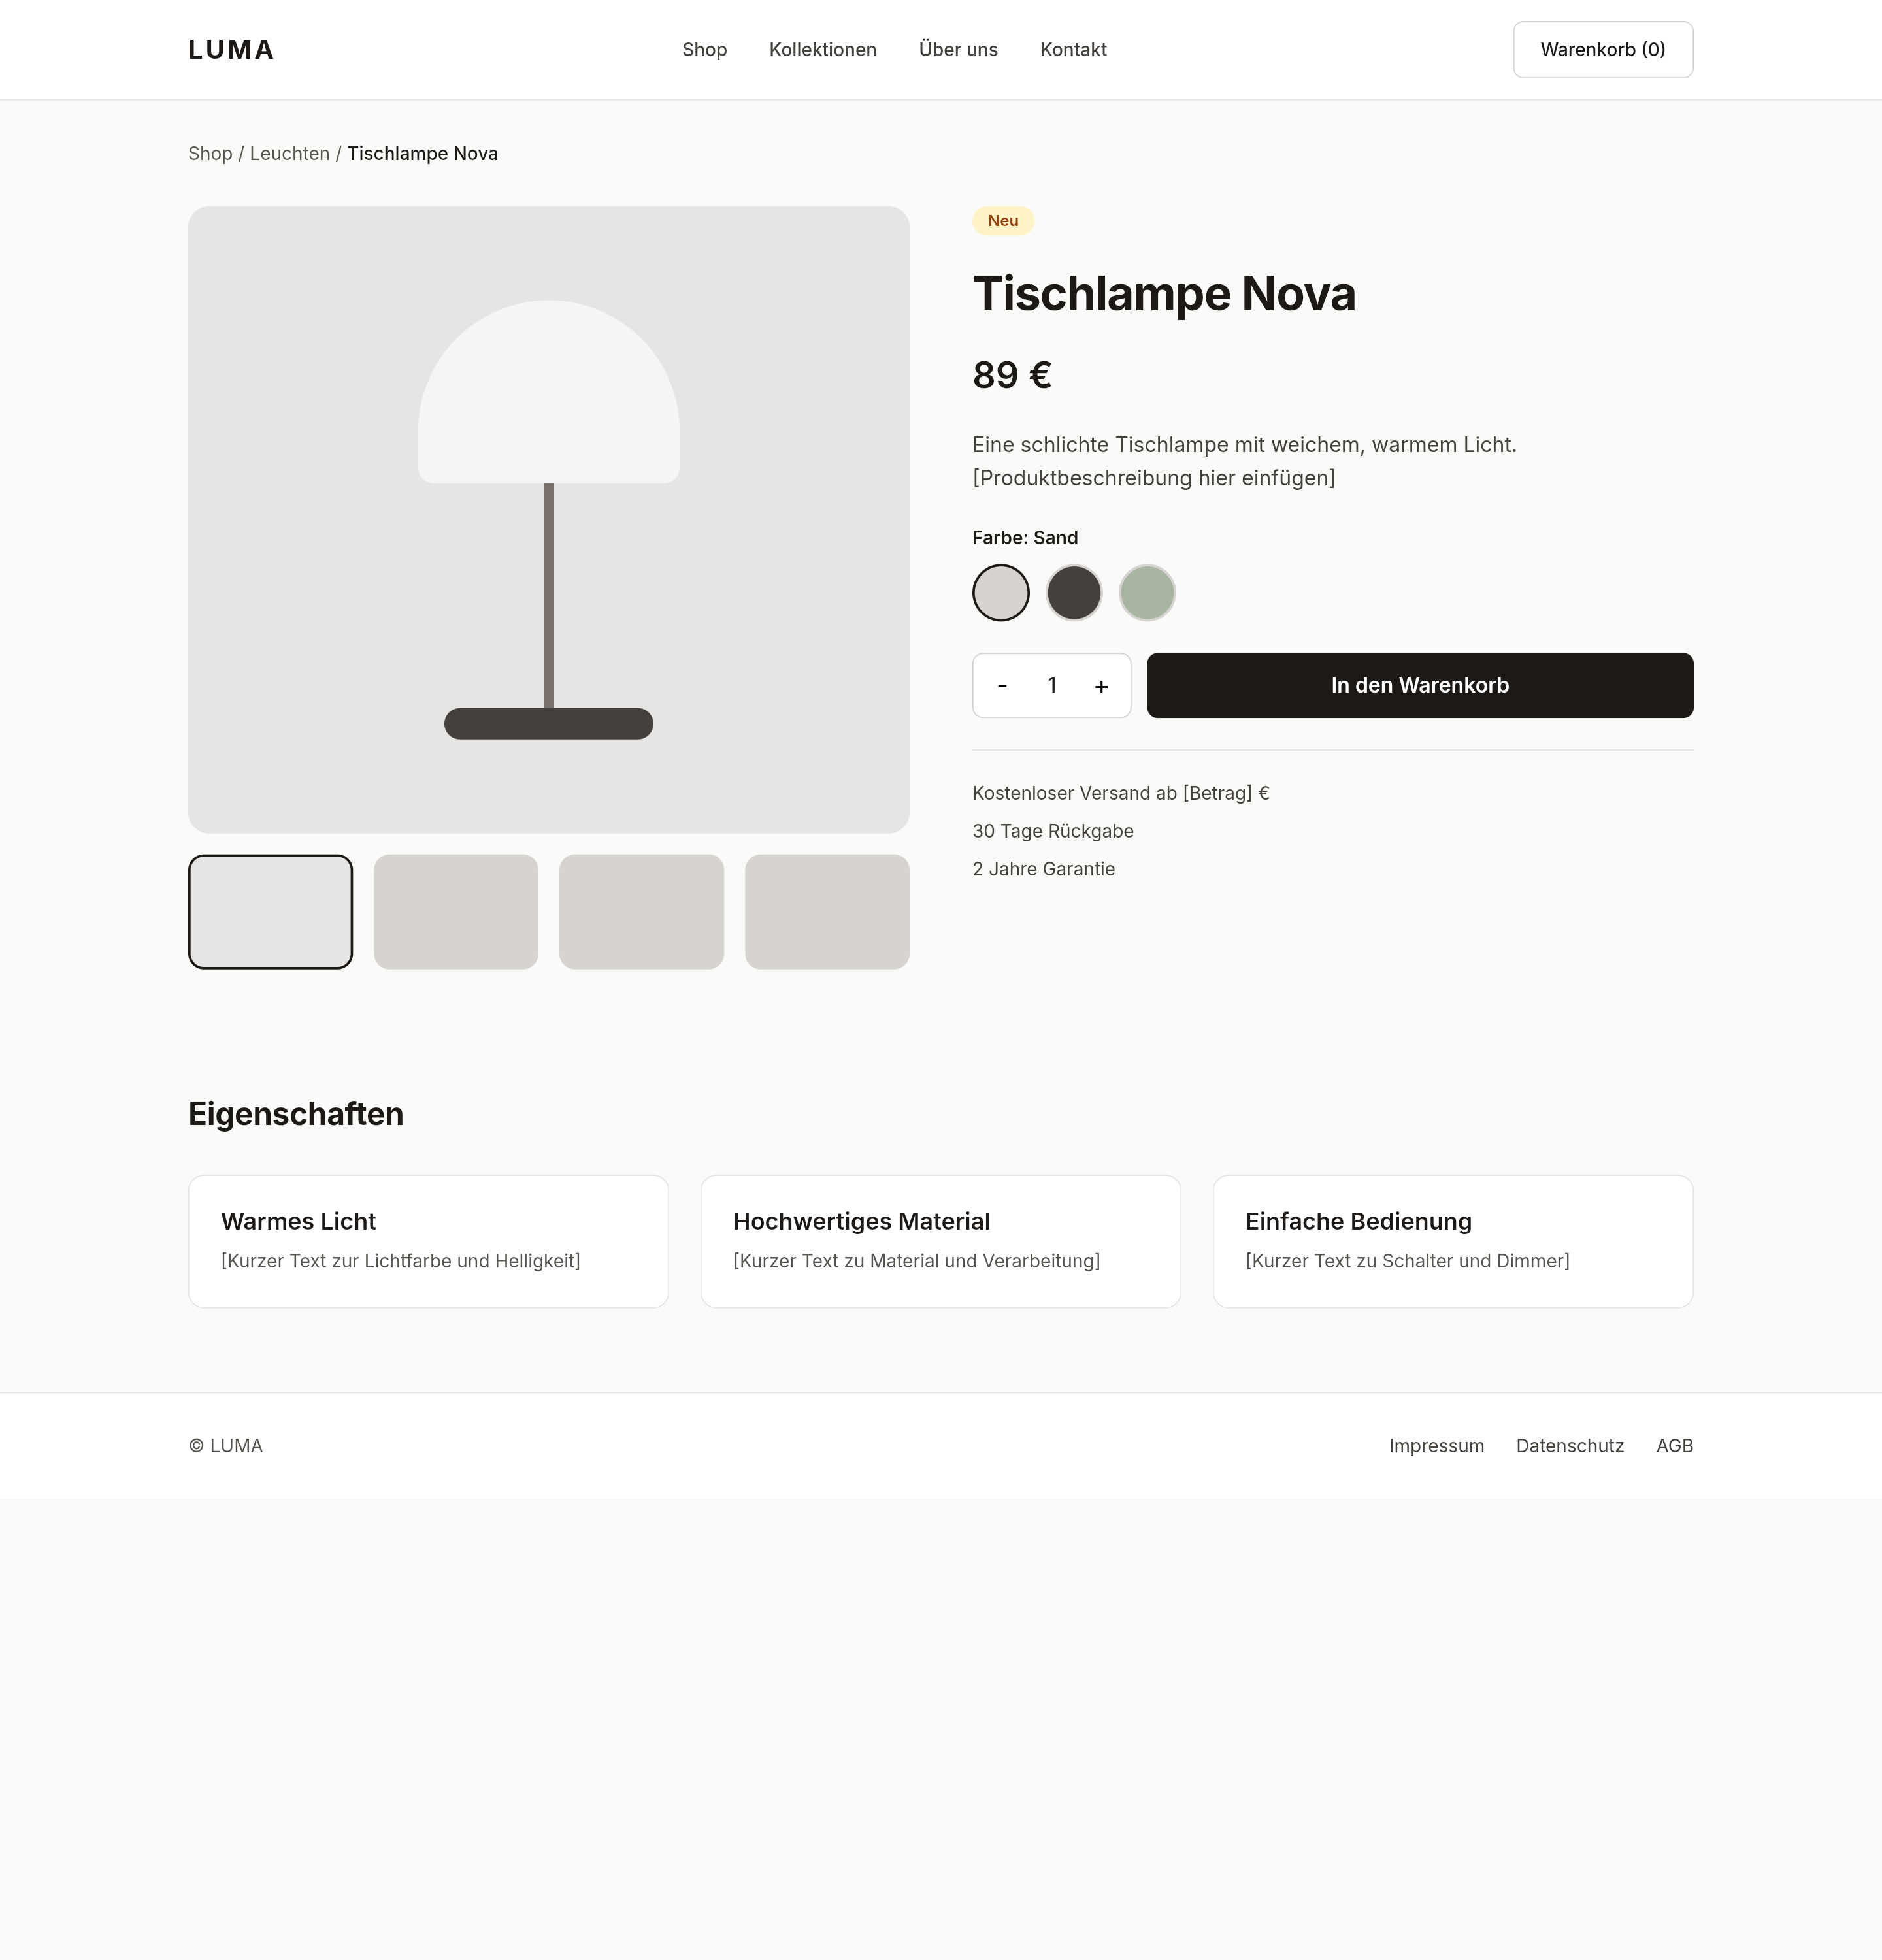 LUMA
Shop Kollektionen Über uns Kontakt
Warenkorb (0)
Shop / Leuchten / Tischlampe Nova
Neu
Tischlampe Nova
89 €
Eine schlichte Tischlampe mit weichem, warmem Licht.
[Produktbeschreibung hier einfügen]
Farbe: Sand
- 1 +
In den Warenkorb
Kostenloser Versand ab [Betrag] €
30 Tage Rückgabe
2 Jahre Garantie
Eigenschaften
Warmes Licht
[Kurzer Text zur Lichtfarbe und Helligkeit]
Hochwertiges Material
[Kurzer Text zu Material und Verarbeitung]
Einfache Bedienung
[Kurzer Text zu Schalter und Dimmer]
© LUMA
Impressum Datenschutz AGB